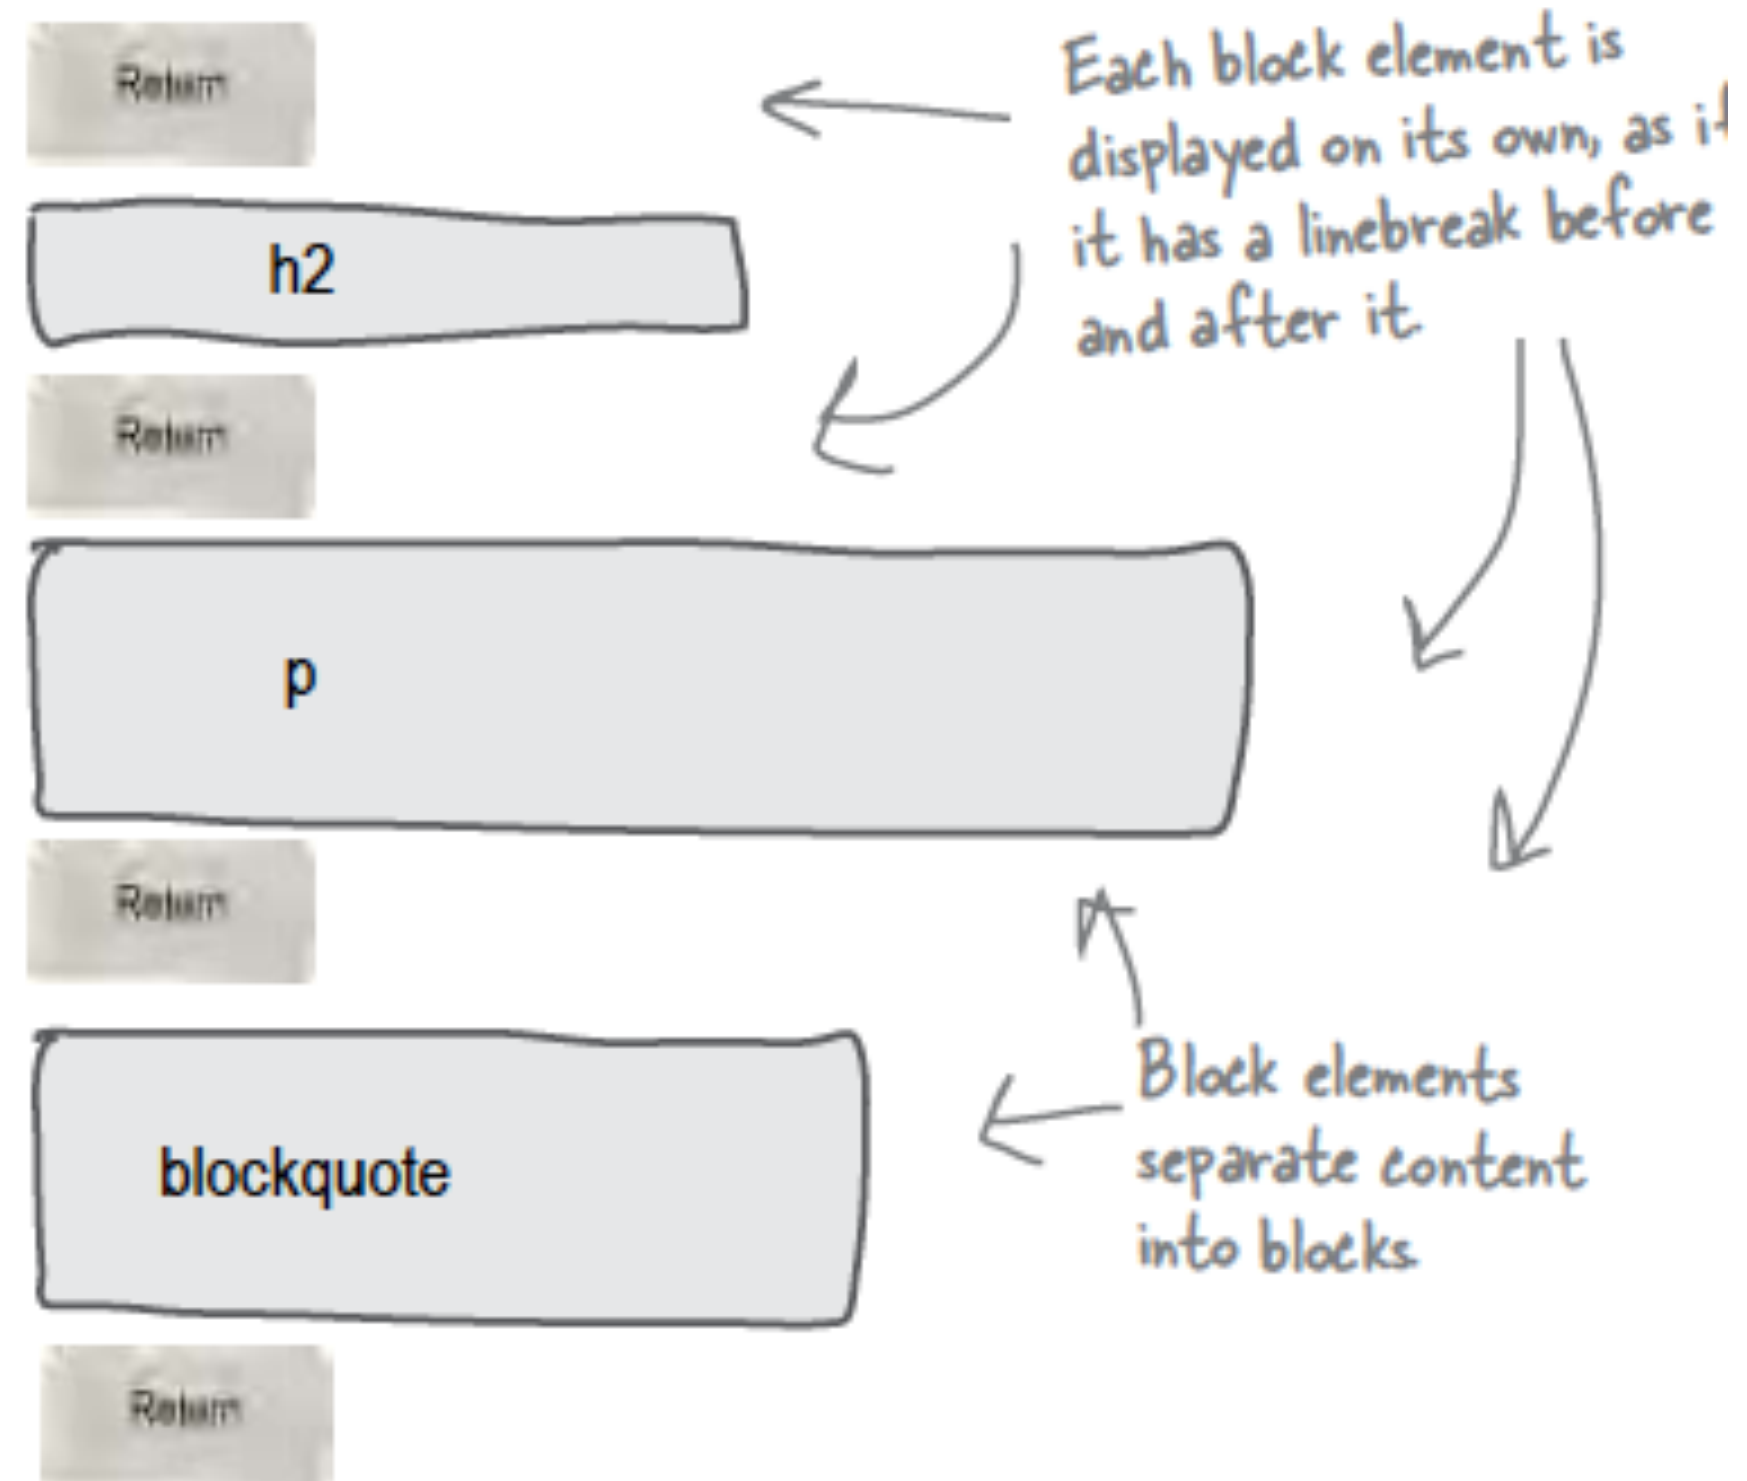 Return
Each block element is
displayed on its own, as if
it has a linebreak before
and after it.
h2
Return
p
Return
blockquote
Block elements
separate content
into blocks.
Return